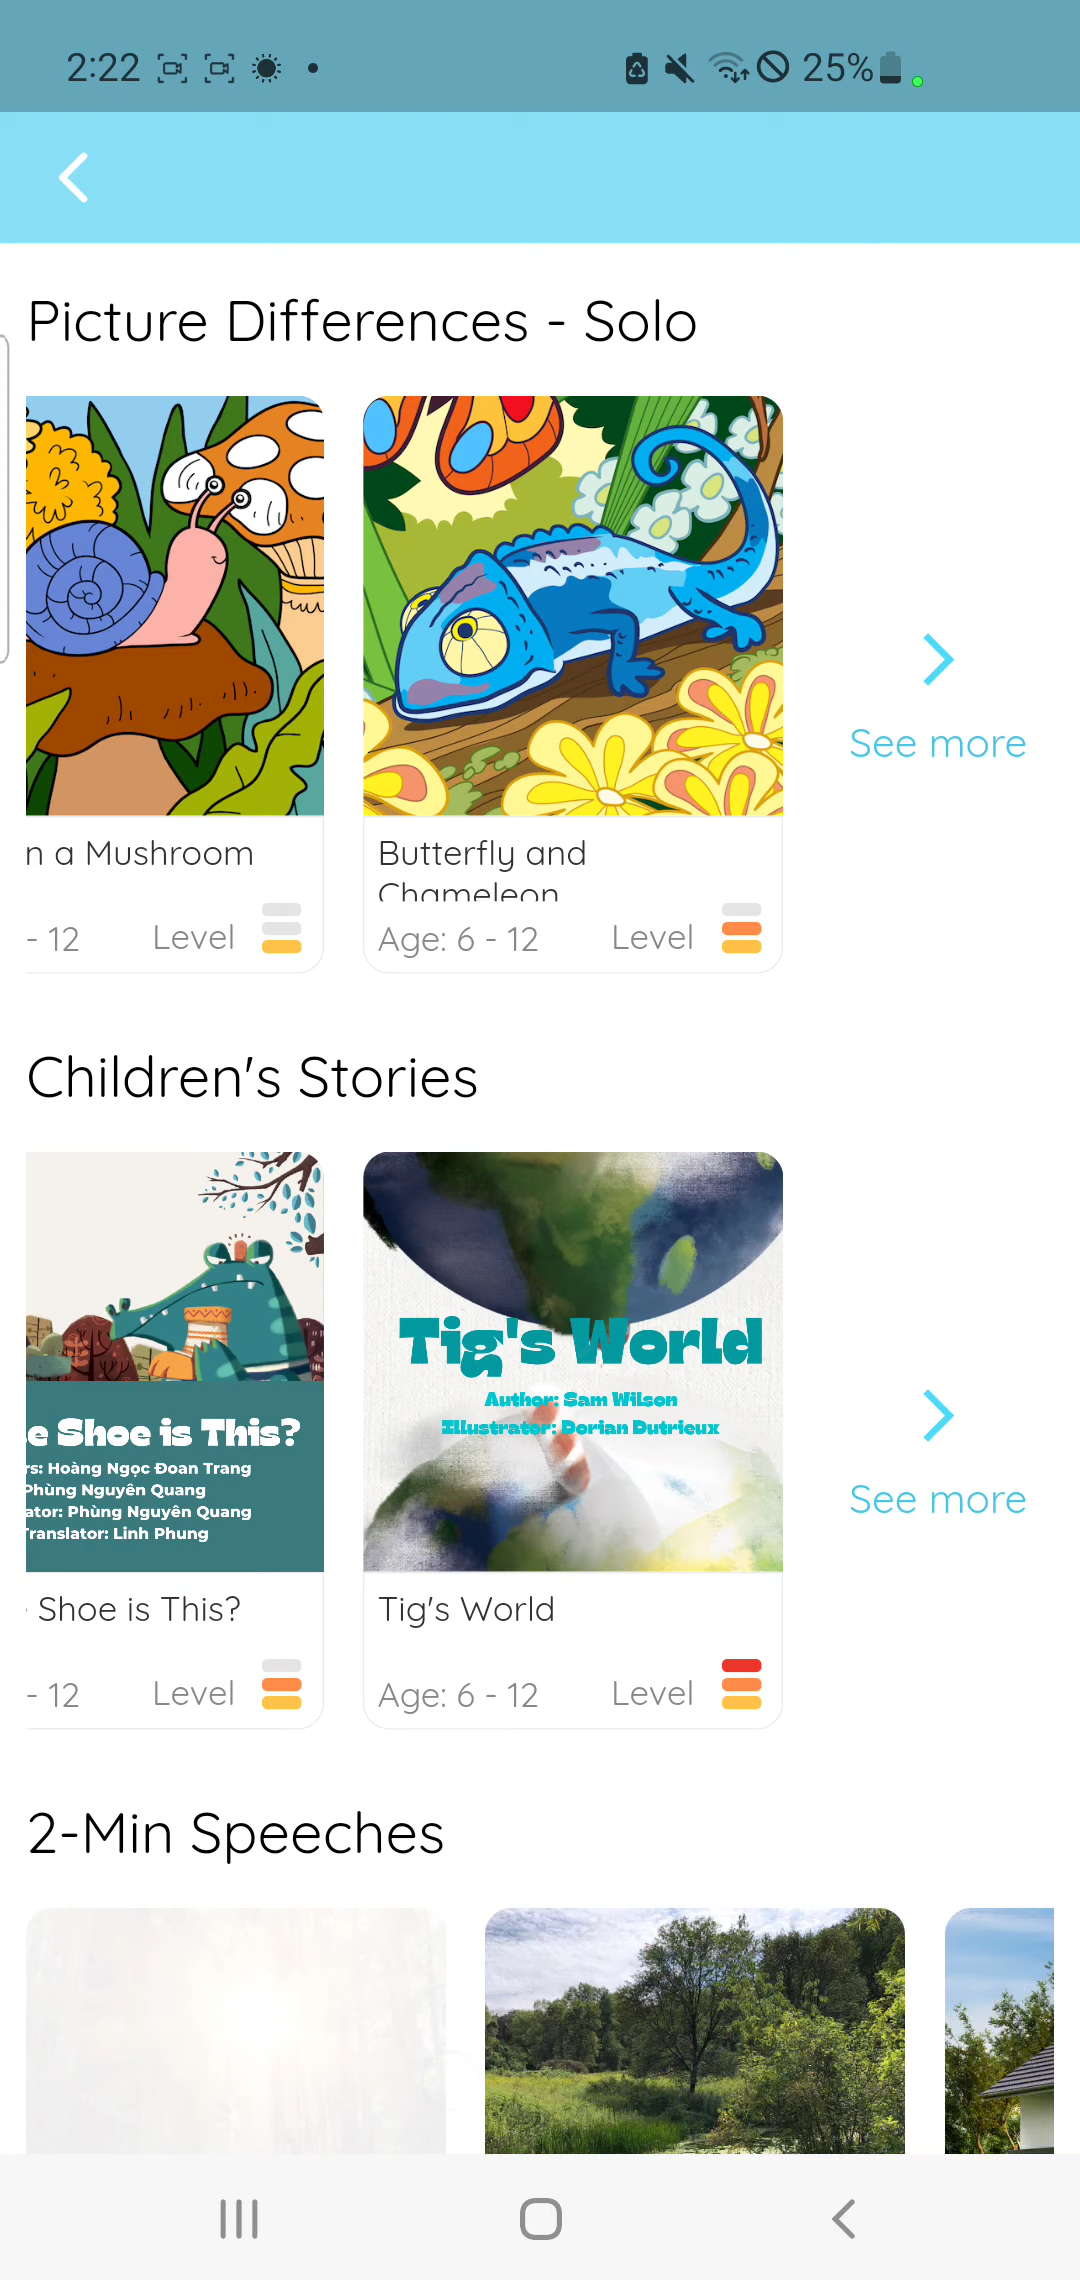 2:22
25%
Picture Differences - Solo
n a Mushroom
- 12 Level
Butterfly and
Chameleon
Age: 6 - 12 Level
See more
Children's Stories
e Shoe is This?
rs: Hoàng Ngọc Đoan Trang
Phùng Nguyên Quang
ator: Phùng Nguyên Quang
Translator: Linh Phung
Shoe is This?
- 12 Level
Tig's World
Author: Sam Wilson
Illustrator: Dorian Dutrieux
Tig's World
Age: 6 - 12 Level
See more
2-Min Speeches